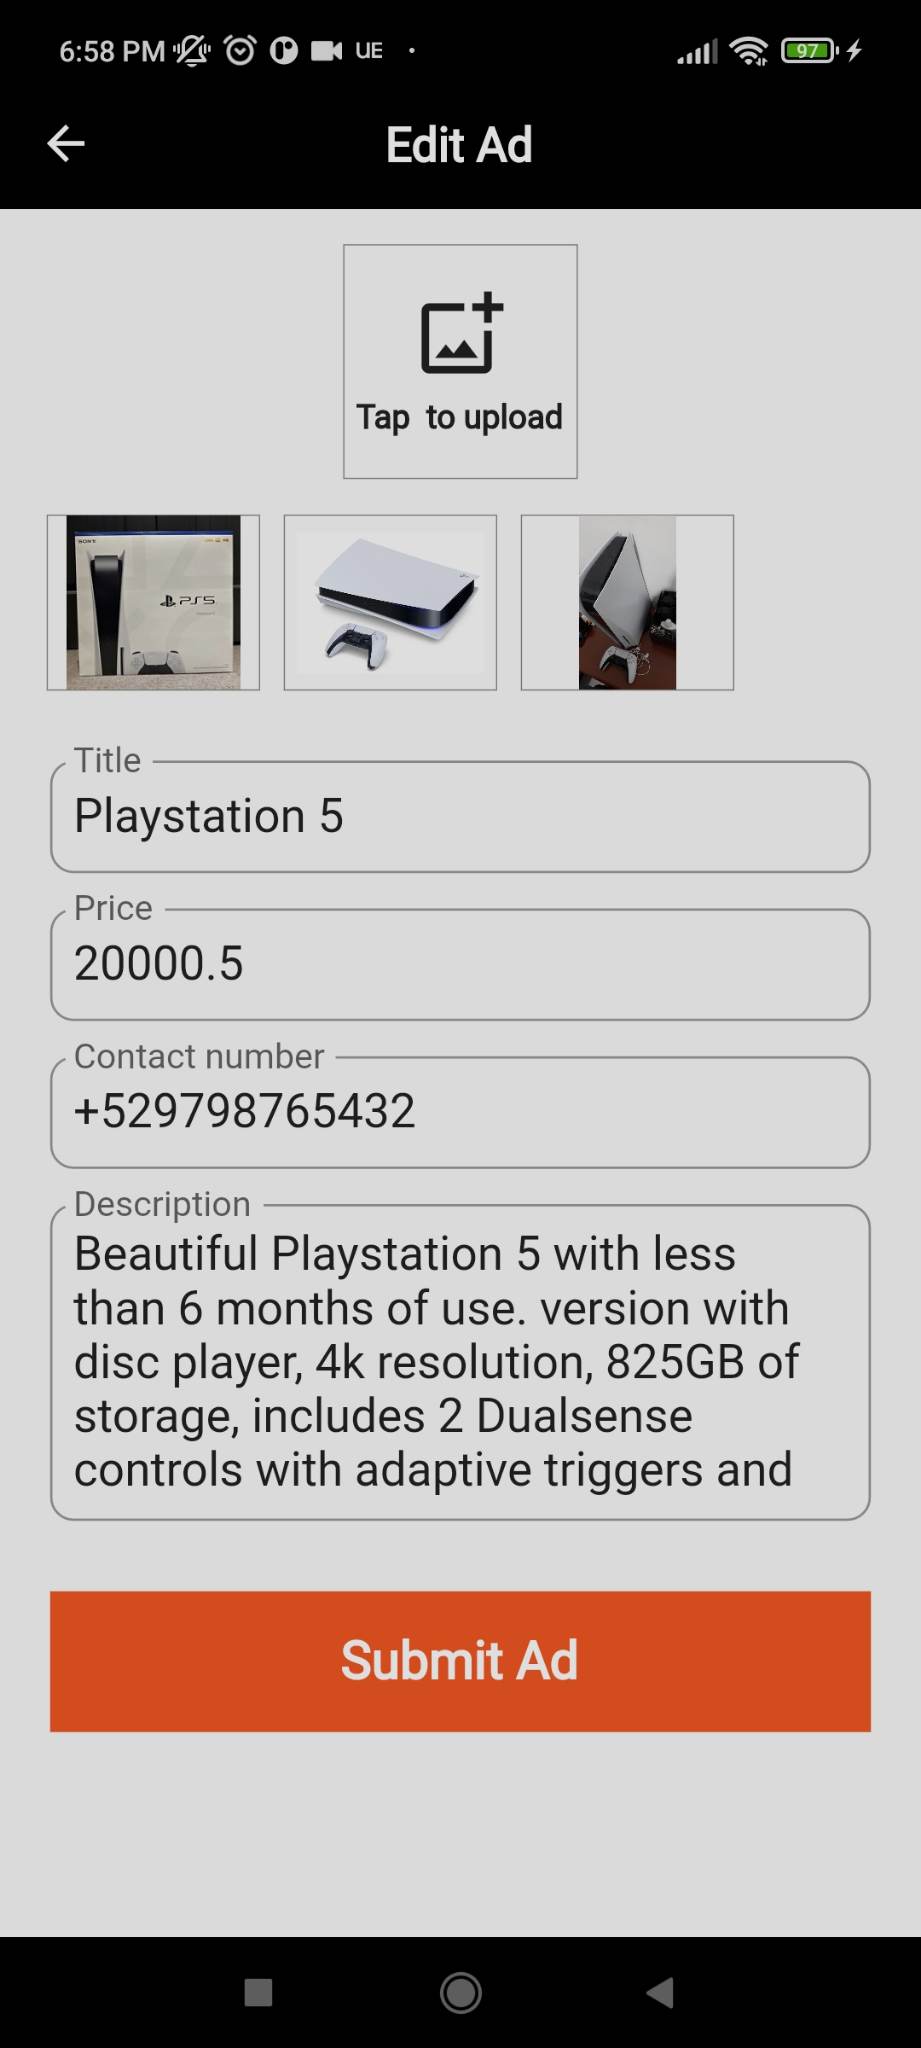 6:58 PM UE
97
Edit Ad
Tap to upload
SONY
PS5
Title
Playstation 5
Price
20000.5
Contact number
+529798765432
Description
Beautiful Playstation 5 with less
than 6 months of use. version with
disc player, 4k resolution, 825GB of
storage, includes 2 Dualsense
controls with adaptive triggers and
Submit Ad